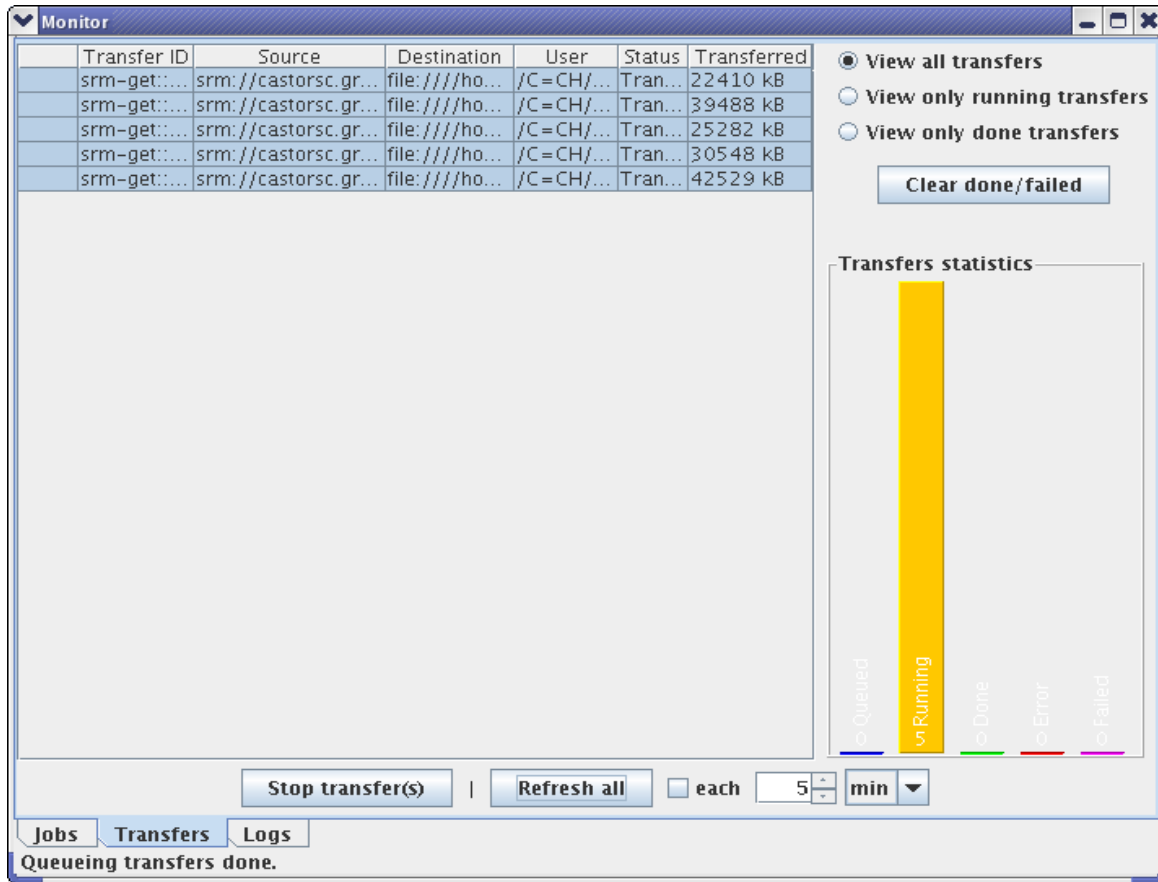 Monitor
Transfer ID Source Destination User Status Transferred
srm-get::... srm://castorsc.gr... file:////ho... /C=CH/... Tran... 22410 kB
srm-get::... srm://castorsc.gr... file:////ho... /C=CH/... Tran... 39488 kB
srm-get::... srm://castorsc.gr... file:////ho... /C=CH/... Tran... 25282 kB
srm-get::... srm://castorsc.gr... file:////ho... /C=CH/... Tran... 30548 kB
srm-get::... srm://castorsc.gr... file:////ho... /C=CH/... Tran... 42529 kB
View all transfers
View only running transfers
View only done transfers
Clear done/failed
Transfers statistics
0 Queued
5 Running
0 Done
0 Error
0 Failed
Stop transfer(s) | Refresh all each 5 min
Jobs Transfers Logs
Queueing transfers done.